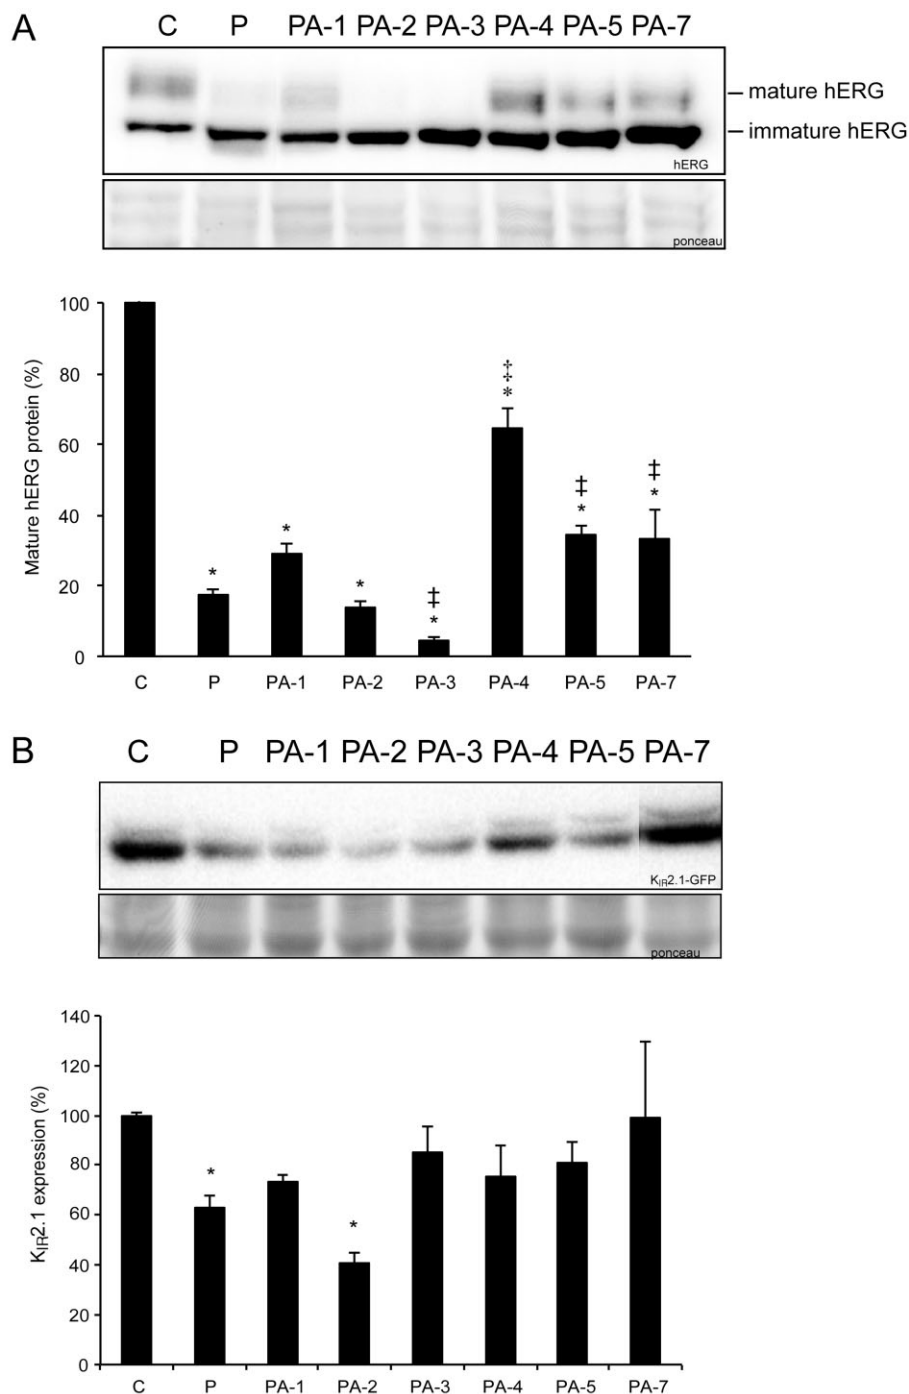 A
C P PA-1 PA-2 PA-3 PA-4 PA-5 PA-7
mature hERG
immature hERG
hERG
ponceau
Mature hERG protein (%)
100
80
60
40
20
0
* * * ‡ * ‡ * ‡ * ‡ *
C P PA-1 PA-2 PA-3 PA-4 PA-5 PA-7
B
C P PA-1 PA-2 PA-3 PA-4 PA-5 PA-7
KIR2.1-GFP
ponceau
KIR2.1 expression (%)
140
120
100
80
60
40
20
0
* *
C P PA-1 PA-2 PA-3 PA-4 PA-5 PA-7